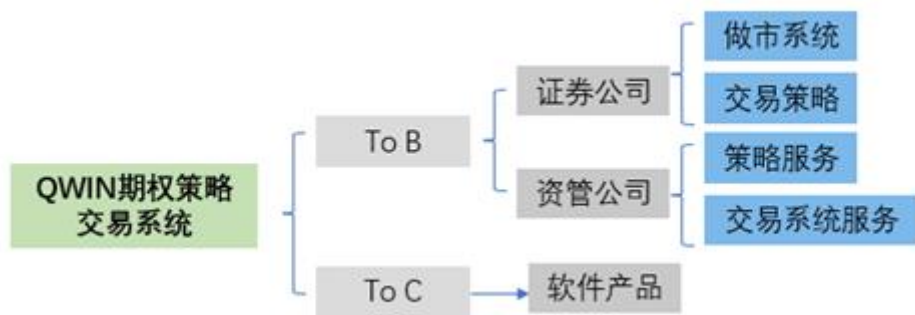 做市系统
证券公司
交易策略
To B
策略服务
QWIN期权策略
交易系统
资管公司
交易系统服务
To C
软件产品